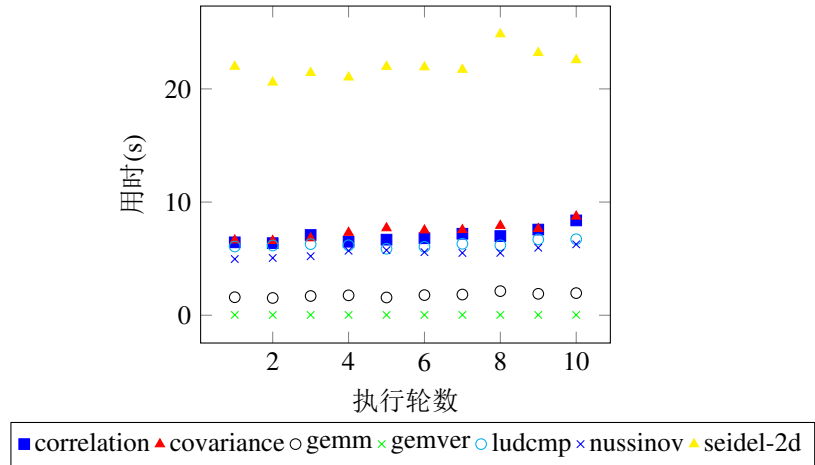 20
10
0
用时(s)
2 4 6 8 10
执行轮数
correlation covariance gemm gemver ludcmp nussinov seidel-2d